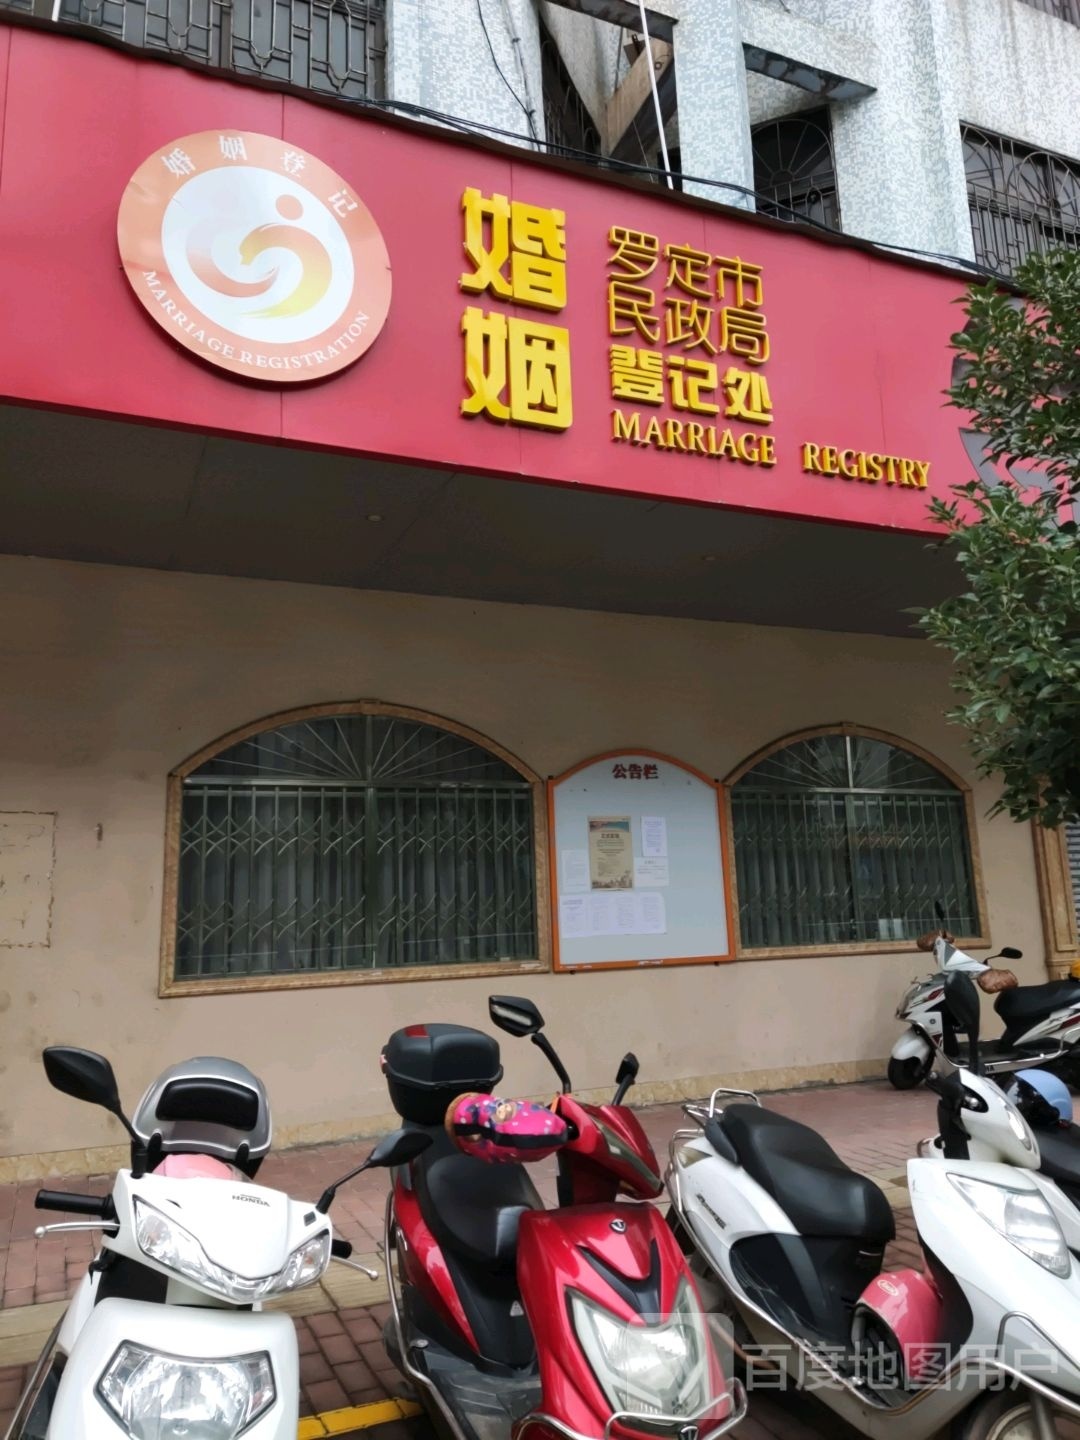 婚姻登记
MARRIAGE REGISTRATION
婚姻
罗定市
民政局
登记处
MARRIAGE REGISTRY
公告栏
HONDA
百度地图用户